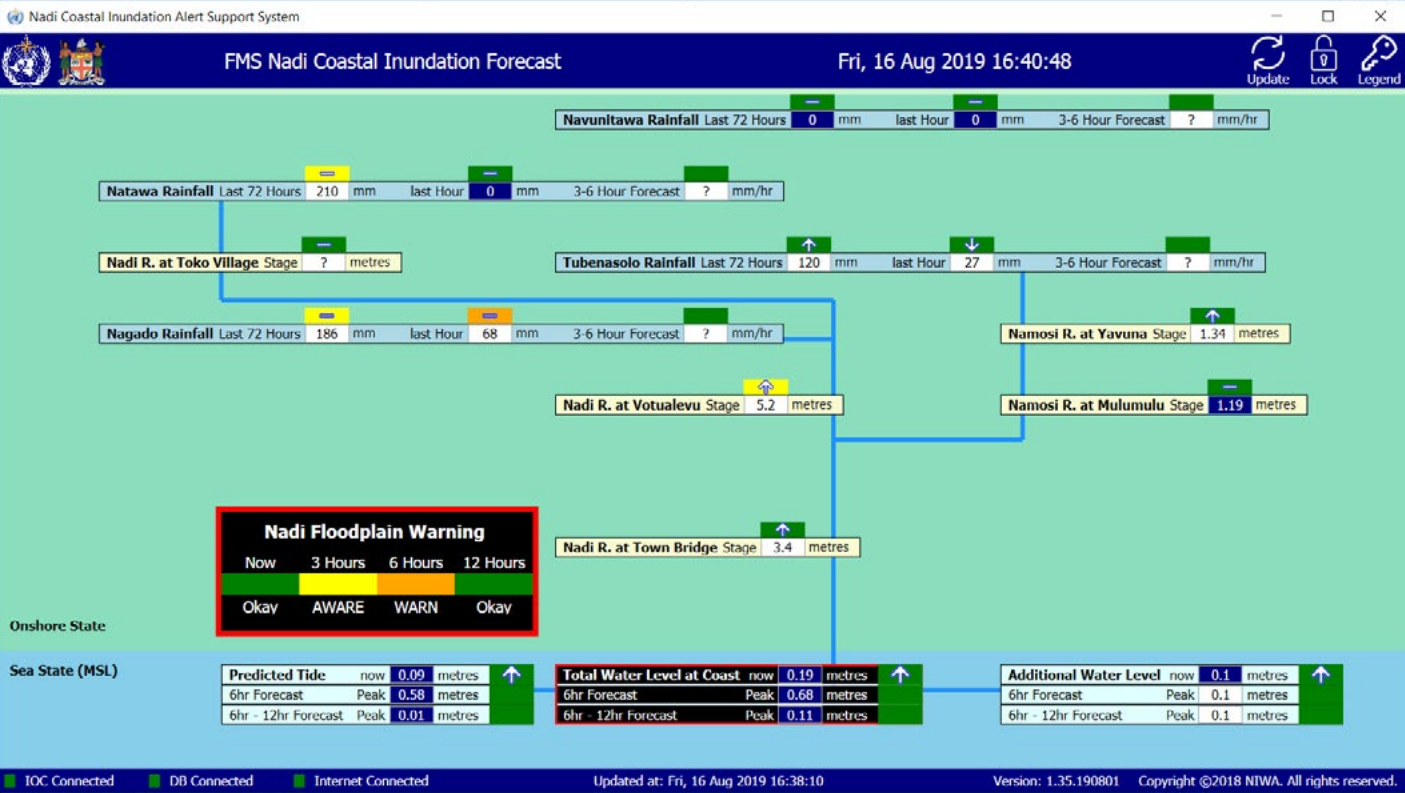 Nadi Coastal Inundation Alert Support System
FMS Nadi Coastal Inundation Forecast
Fri, 16 Aug 2019 16:40:48
Update Lock Legend
Navunitawa Rainfall Last 72 Hours 0 mm last Hour 0 mm 3-6 Hour Forecast ? mm/hr
Natawa Rainfall Last 72 Hours 210 mm last Hour 0 mm 3-6 Hour Forecast ? mm/hr
Nadi R. at Toko Village Stage ? metres
Tubenasolo Rainfall Last 72 Hours 120 mm last Hour 27 mm 3-6 Hour Forecast ? mm/hr
Nagado Rainfall Last 72 Hours 186 mm last Hour 68 mm 3-6 Hour Forecast ? mm/hr
Namosi R. at Yavuna Stage 1.34 metres
Nadi R. at Votualevu Stage 5.2 metres
Namosi R. at Mulumulu Stage 1.19 metres
Nadi Floodplain Warning
Now 3 Hours 6 Hours 12 Hours
Okay AWARE WARN Okay
Nadi R. at Town Bridge Stage 3.4 metres
Onshore State
Sea State (MSL)
Predicted Tide now 0.09 metres
6hr Forecast Peak 0.58 metres
6hr - 12hr Forecast Peak 0.01 metres
Total Water Level at Coast now 0.19 metres
6hr Forecast Peak 0.68 metres
6hr - 12hr Forecast Peak 0.11 metres
Additional Water Level now 0.1 metres
6hr Forecast Peak 0.1 metres
6hr - 12hr Forecast Peak 0.1 metres
IOC Connected DB Connected Internet Connected Updated at: Fri, 16 Aug 2019 16:38:10 Version: 1.35.190801 Copyright ©2018 NIWA. All rights reserved.